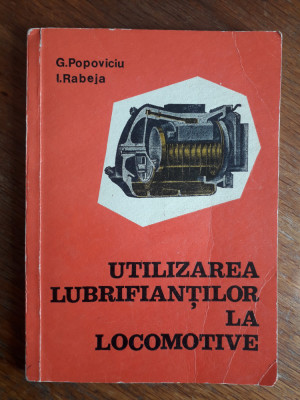 G.Popoviciu
I.Rabeja
UTILIZAREA
LUBRIFIANȚILOR
LA
LOCOMOTIVE